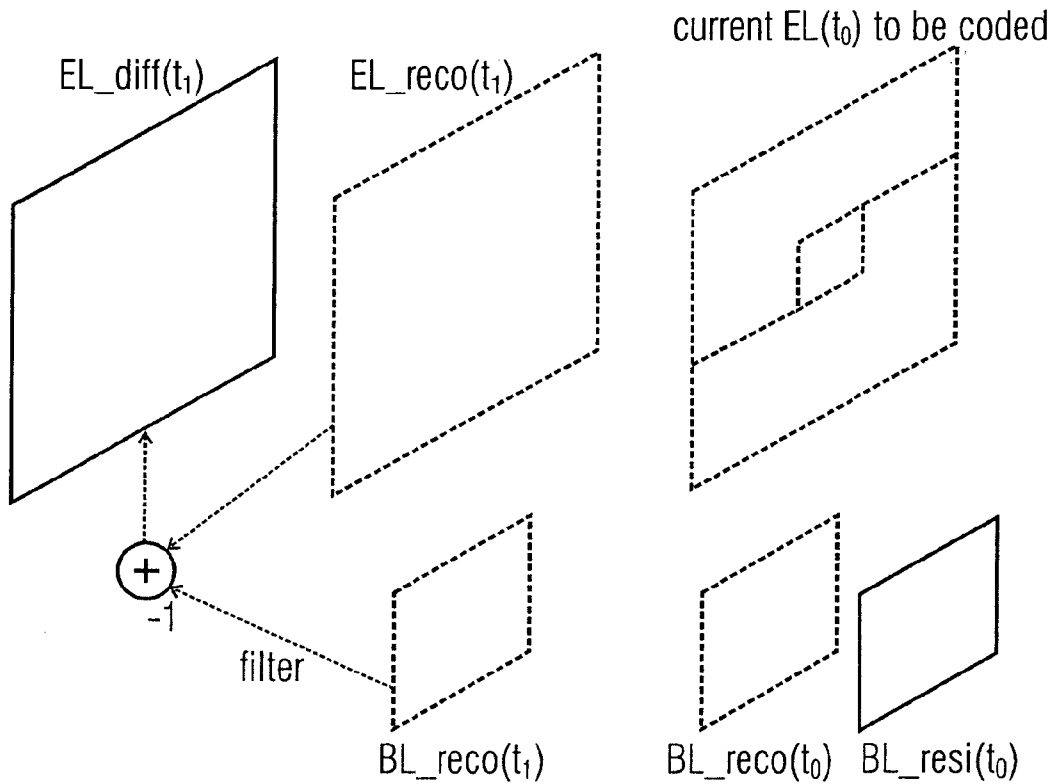 current EL(t₀) to be coded
EL_diff(t₁)
EL_reco(t₁)
+
-1
filter
BL_reco(t₁)
BL_reco(t₀)
BL_resi(t₀)